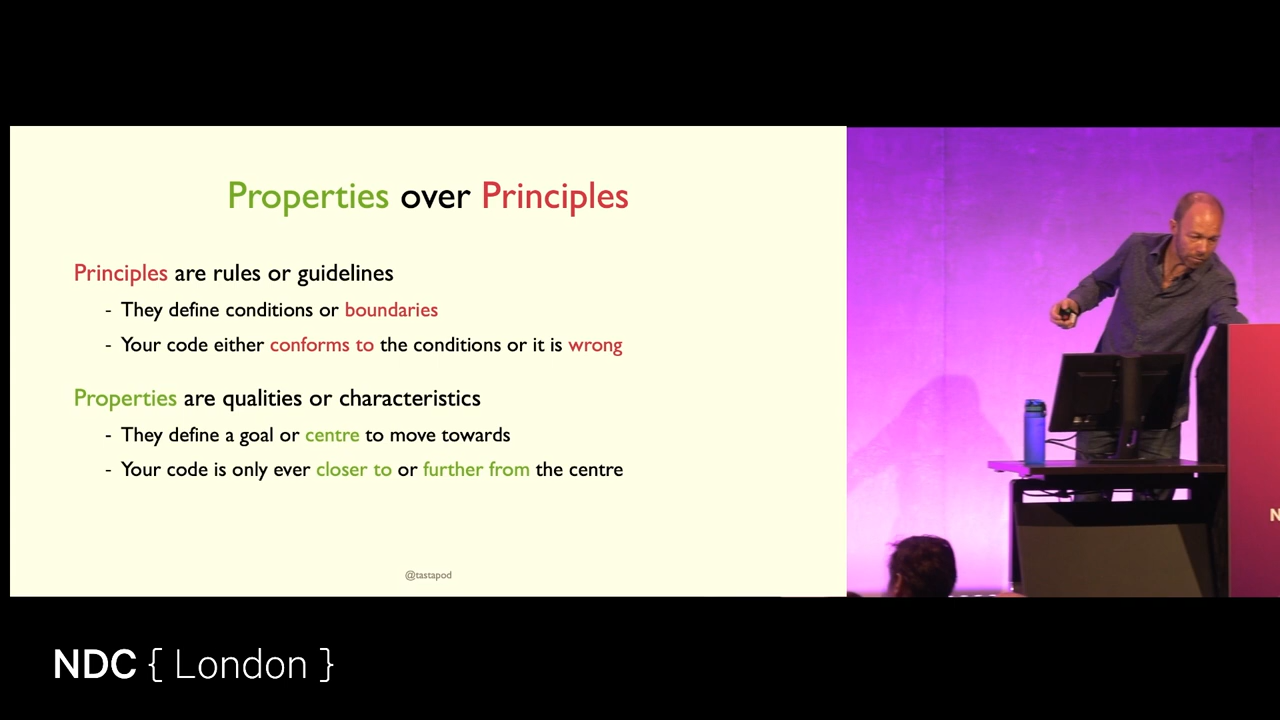 Properties over Principles
Principles are rules or guidelines
- They define conditions or boundaries
- Your code either conforms to the conditions or it is wrong
Properties are qualities or characteristics
- They define a goal or centre to move towards
- Your code is only ever closer to or further from the centre
@tastapod
N
NDC { London }